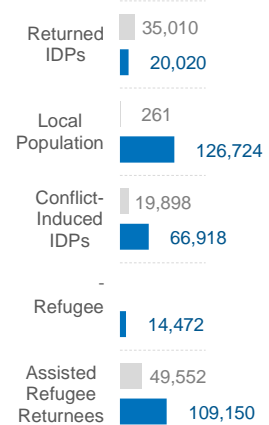 Returned
IDPs
35,010
20,020
Local
Population
261
126,724
Conflict-
Induced
IDPs
19,898
66,918
-
Refugee
14,472
Assisted
Refugee
Returnees
49,552
109,150